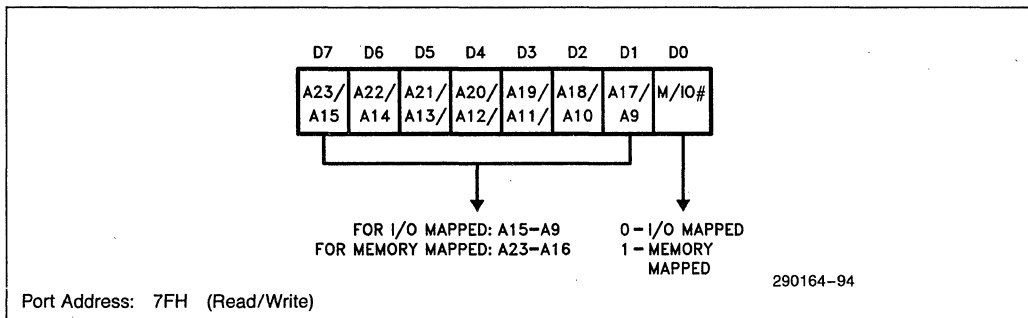 D7 D6 D5 D4 D3 D2 D1 D0
A23/ A22/ A21/ A20/ A19/ A18/ A17/ M/IO#
A15 A14 A13/ A12/ A11/ A10 A9
FOR I/O MAPPED: A15–A9 0 – I/O MAPPED
FOR MEMORY MAPPED: A23–A16 1 – MEMORY
MAPPED
290164–94
Port Address: 7FH (Read/Write)